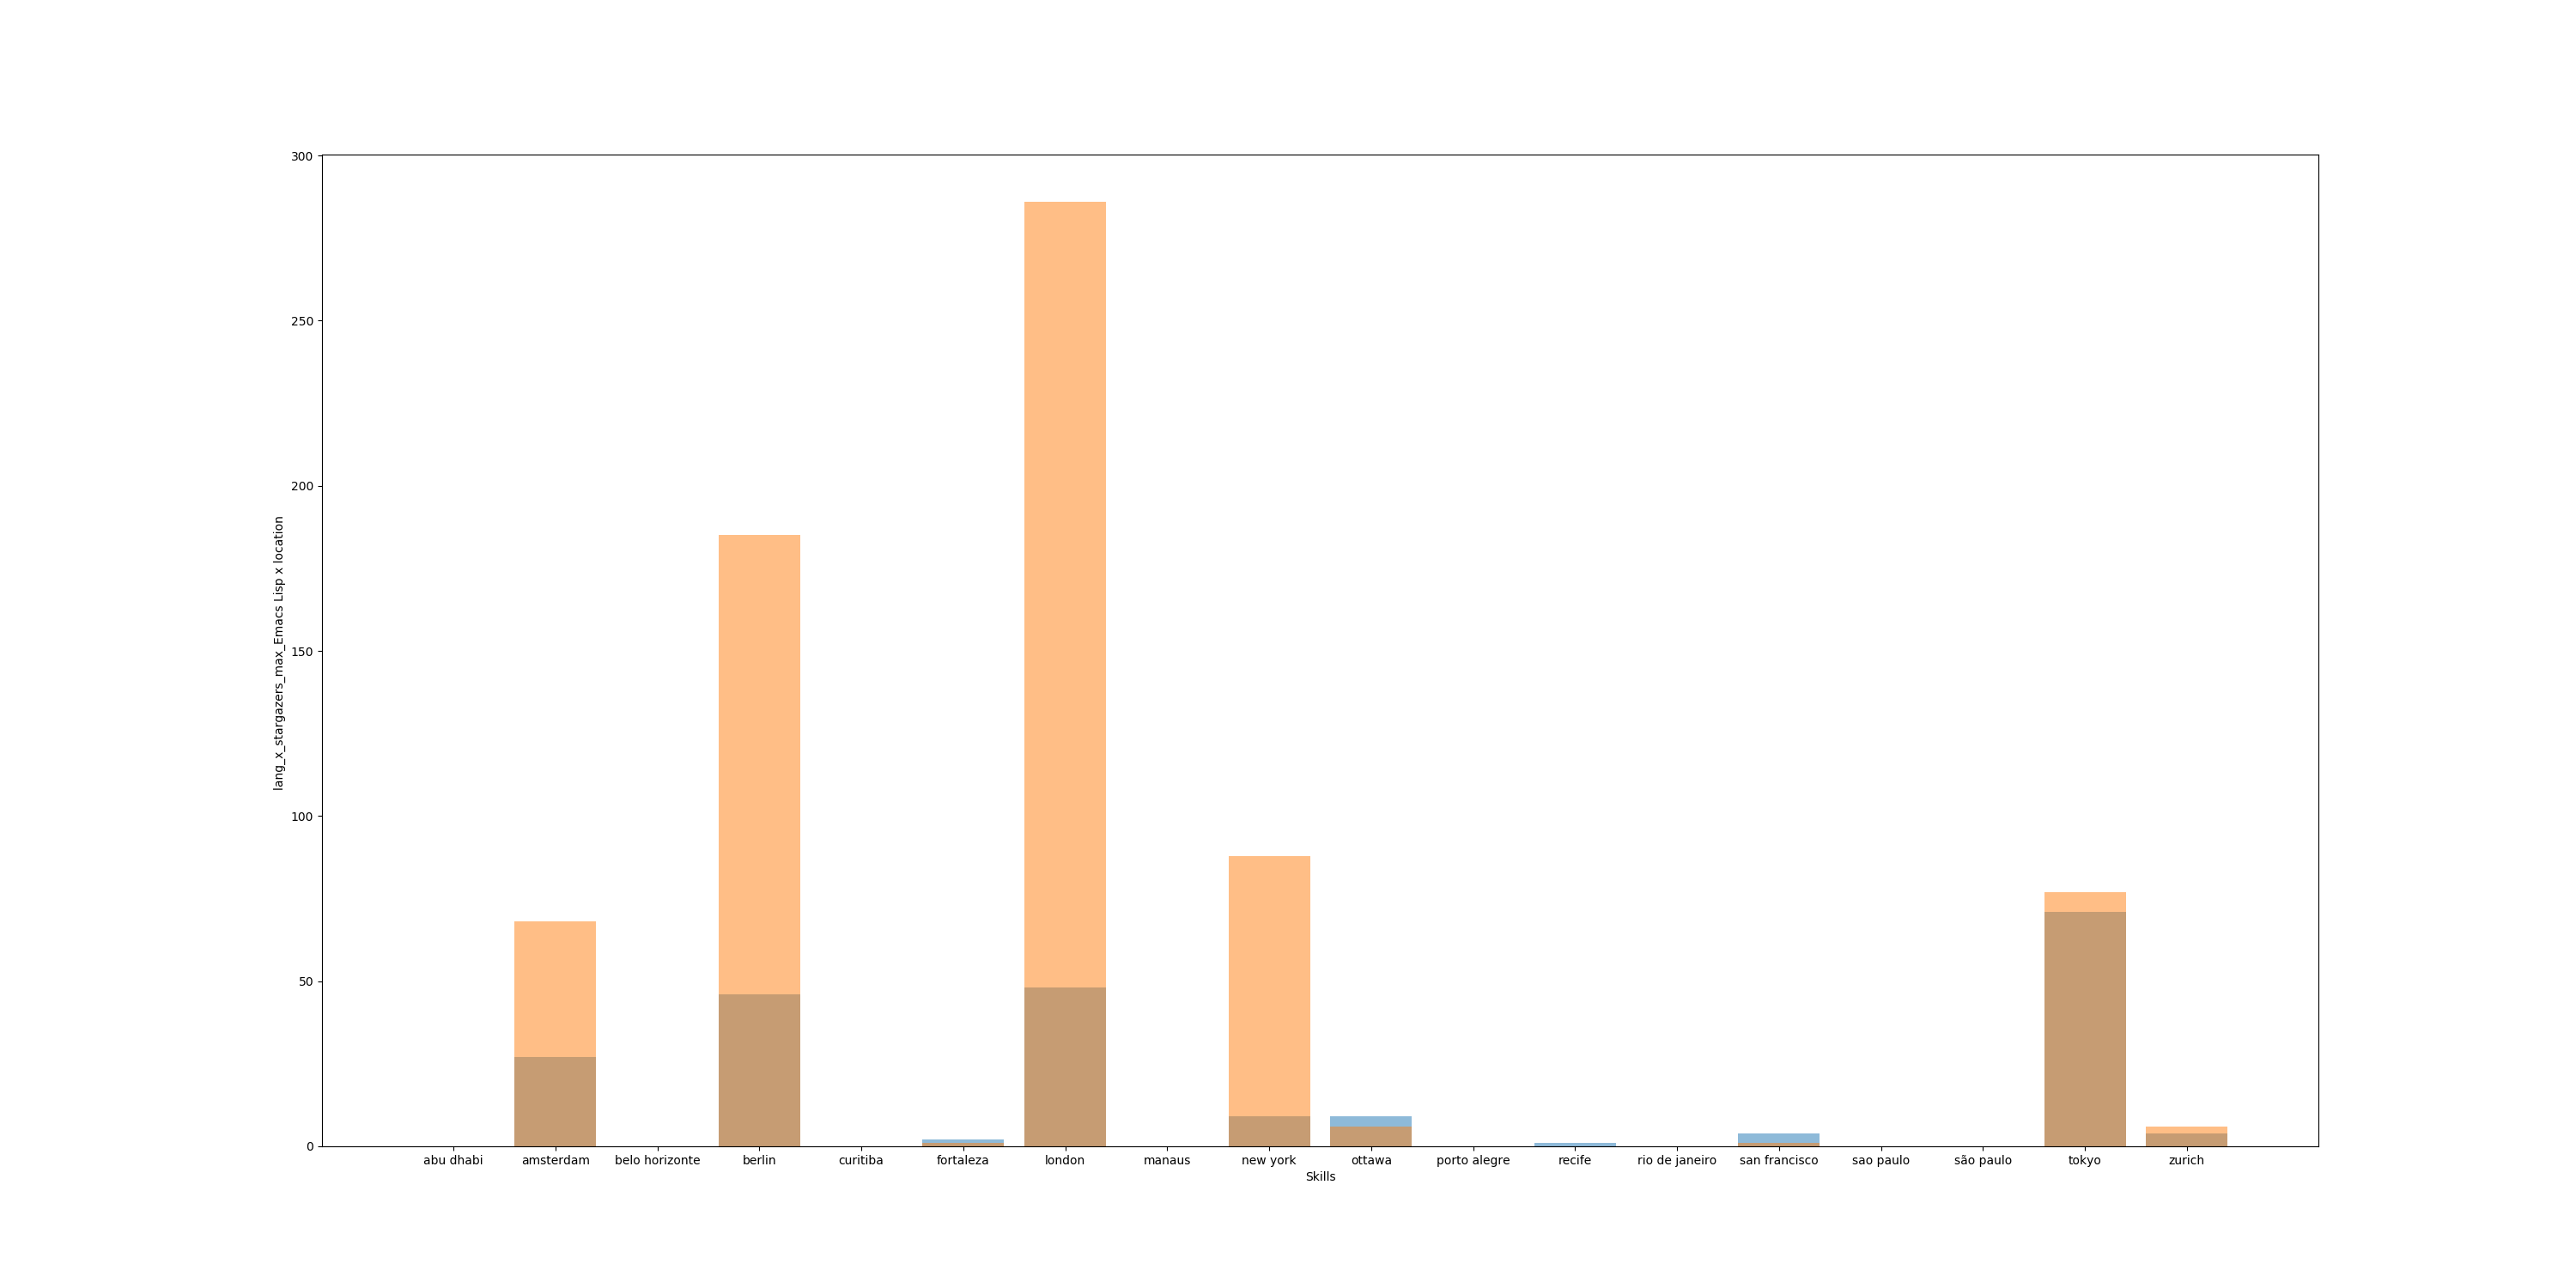 300
250
200
150
100
50
0
lang_x_stargazers_max_Emacs Lisp x location
abu dhabi amsterdam belo horizonte berlin curitiba fortaleza london manaus new york ottawa porto alegre recife rio de janeiro san francisco sao paulo são paulo tokyo zurich
Skills